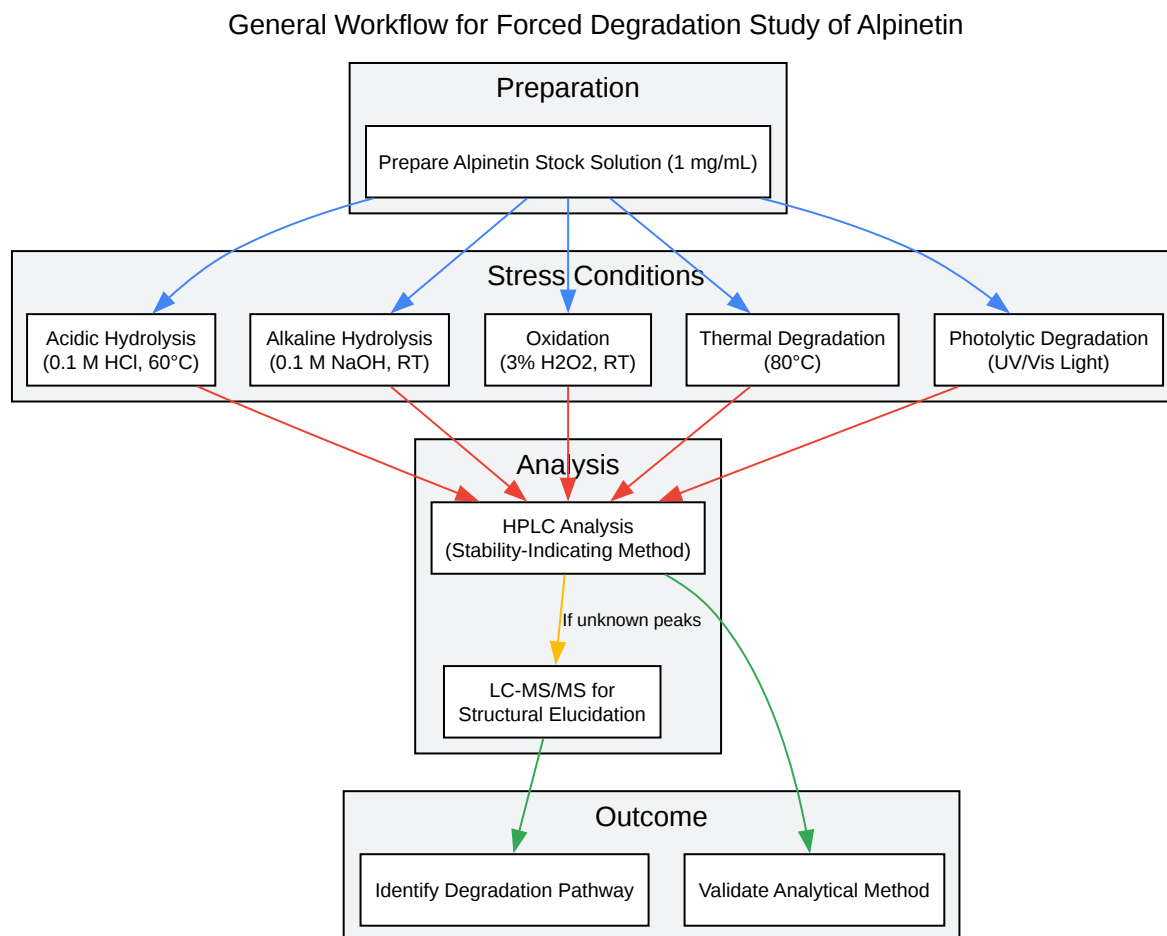 General Workflow for Forced Degradation Study of Alpinetin
Preparation
Prepare Alpinetin Stock Solution (1 mg/mL)
Stress Conditions
Acidic Hydrolysis
(0.1 M HCl, 60°C)
Alkaline Hydrolysis
(0.1 M NaOH, RT)
Oxidation
(3% H2O2, RT)
Thermal Degradation
(80°C)
Photolytic Degradation
(UV/Vis Light)
Analysis
HPLC Analysis
(Stability-Indicating Method)
If unknown peaks
LC-MS/MS for
Structural Elucidation
Outcome
Identify Degradation Pathway
Validate Analytical Method